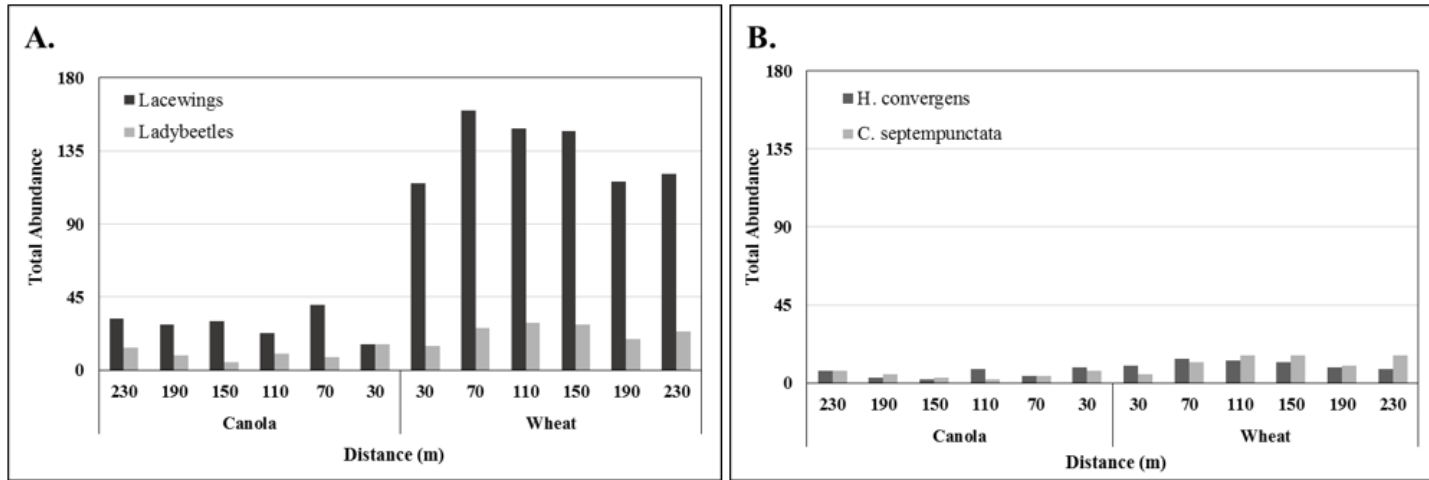 A.
180
135
90
45
0
Total Abundance
Lacewings
Ladybeetles
230 190 150 110 70 30 30 70 110 150 190 230
Canola Wheat
Distance (m)
B.
180
135
90
45
0
Total Abundance
H. convergens
C. septempunctata
230 190 150 110 70 30 30 70 110 150 190 230
Canola Wheat
Distance (m)